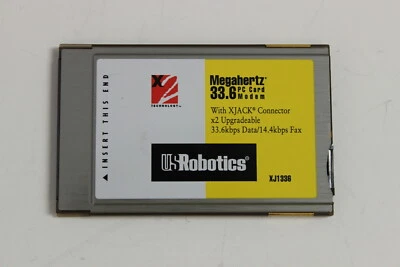 ▲ INSERT THIS END
x2
TECHNOLOGY™
Megahertz®
33.6 PC Card Modem
With XJACK® Connector
x2 Upgradeable
33.6kbps Data/14.4kbps Fax
USRobotics®
XJ1336